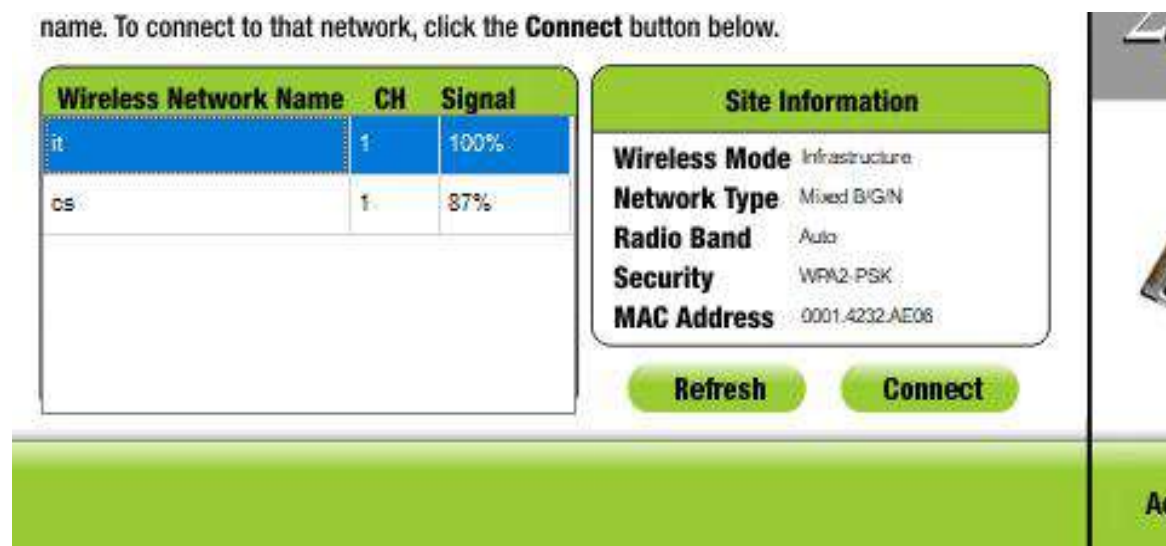 name. To connect to that network, click the Connect button below.
Wireless Network Name CH Signal
it 1 100%
cs 1 87%
Site Information
Wireless Mode Infrastructure
Network Type Mixed B/G/N
Radio Band Auto
Security WPA2-PSK
MAC Address 0001.4232.AE06
Refresh Connect